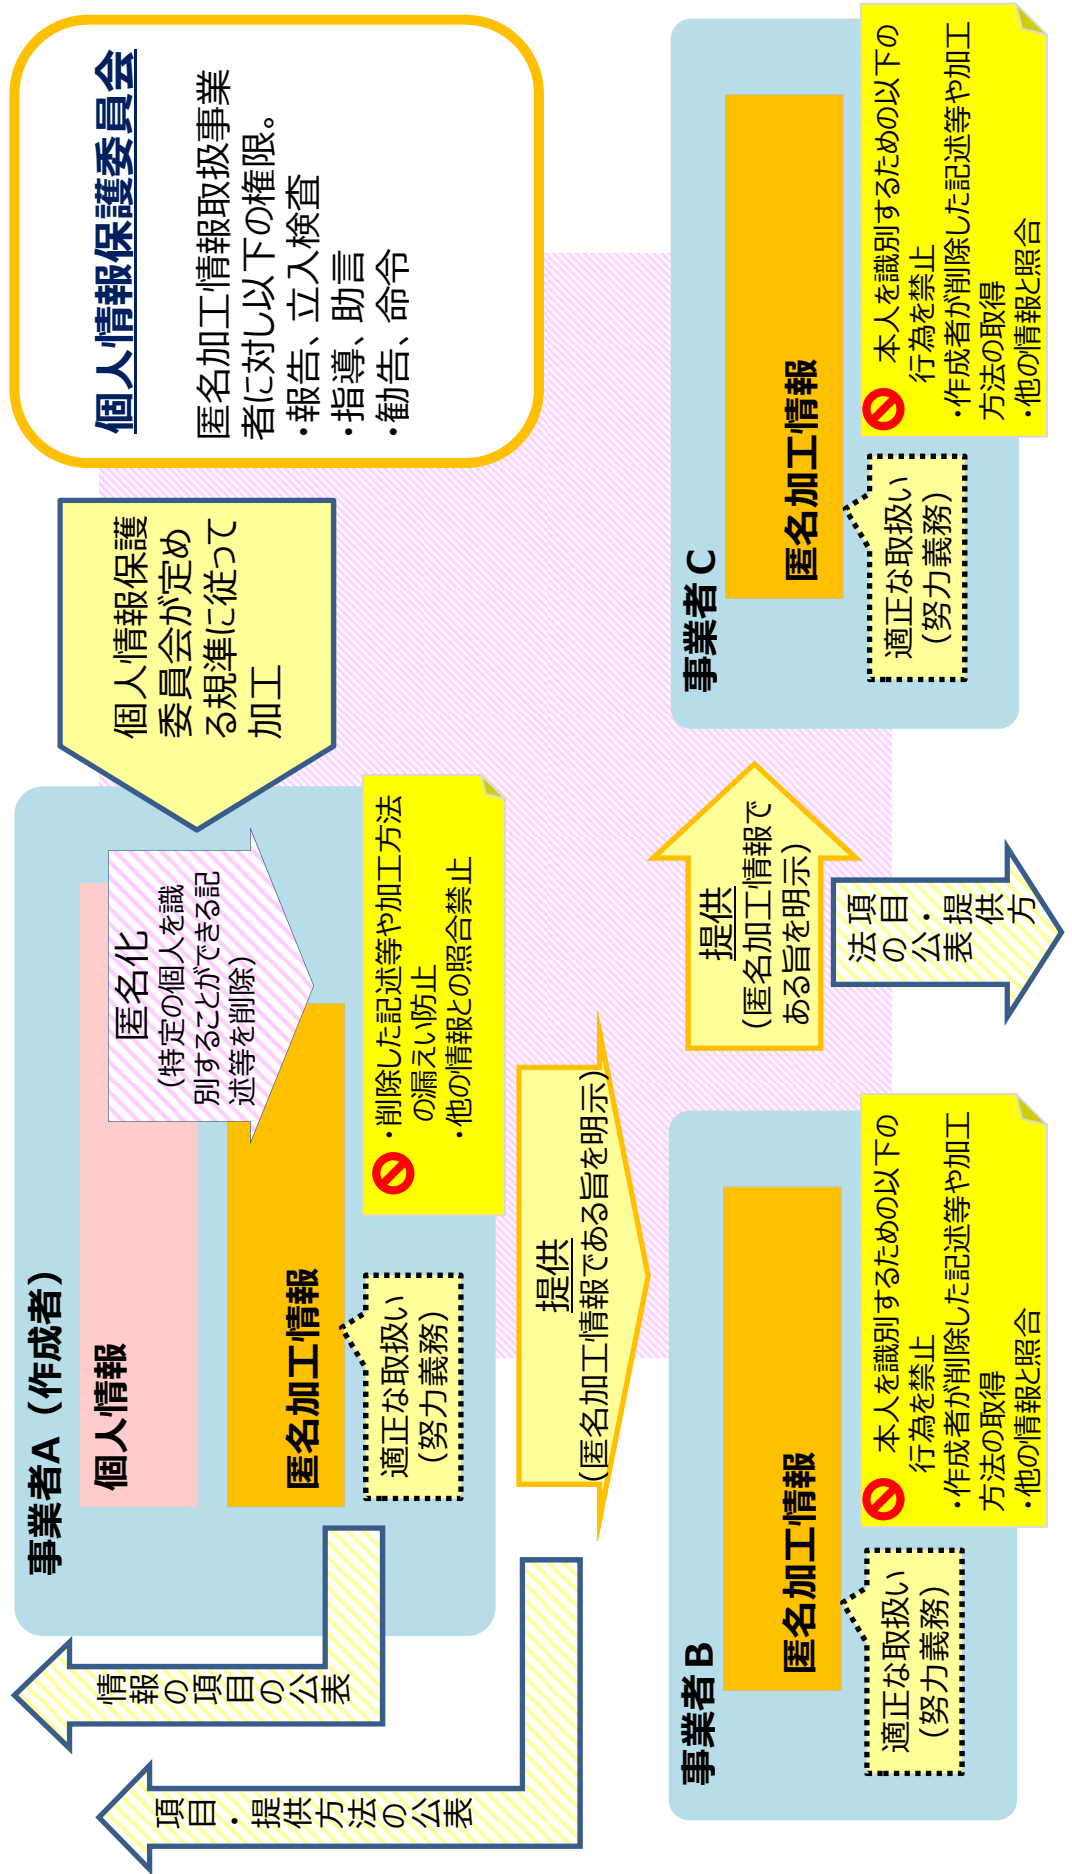 事業者A（作成者）
個人情報
匿名化
（特定の個人を識
別することができる記
述等を削除）
匿名加工情報
適正な取扱い
（努力義務）
・削除した記述等や加工方法
の漏えい防止
・他の情報との照合禁止
個人情報保護
委員会が定め
る規準に従って
加工
個人情報保護委員会
匿名加工情報取扱事業
者に対し以下の権限。
・報告、立入検査
・指導、助言
・勧告、命令
情報の項目の公表
項目・提供方法の公表
提供
（匿名加工情報である旨を明示）
事業者B
匿名加工情報
適正な取扱い
（努力義務）
本人を識別するための以下の
行為を禁止
・作成者が削除した記述等や加工
方法の取得
・他の情報と照合
提供
（匿名加工情報で
ある旨を明示）
項目・提供方
法の公表
事業者C
匿名加工情報
適正な取扱い
（努力義務）
本人を識別するための以下の
行為を禁止
・作成者が削除した記述等や加工
方法の取得
・他の情報と照合